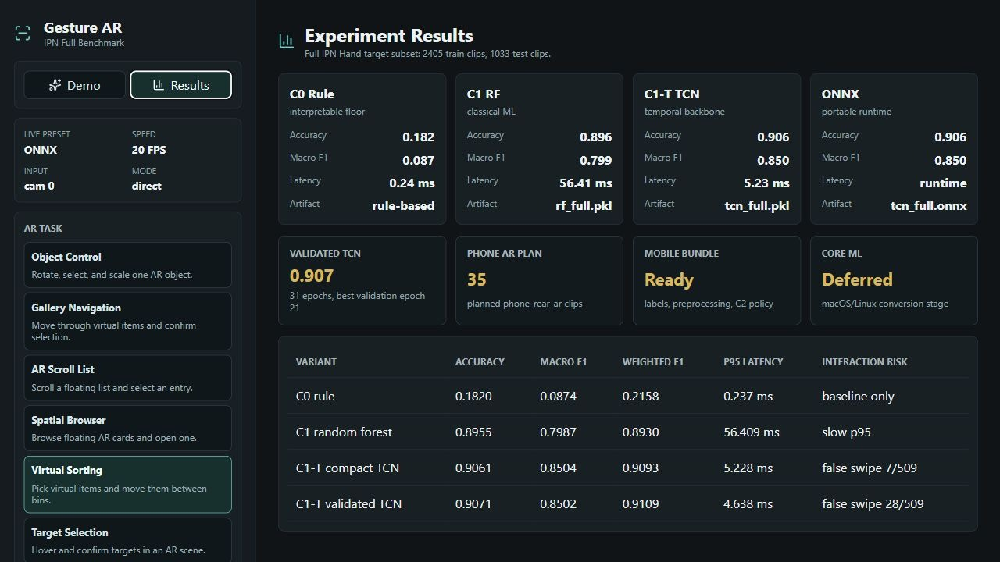 Gesture AR
IPN Full Benchmark
Demo
Results
LIVE PRESET
SPEED
ONNX
20 FPS
INPUT
MODE
cam 0
direct
AR TASK
Object Control
Rotate, select, and scale one AR object.
Gallery Navigation
Move through virtual items and confirm
selection.
AR Scroll List
Scroll a floating list and select an entry.
Spatial Browser
Browse floating AR cards and open one.
Virtual Sorting
Pick virtual items and move them between
bins.
Target Selection
Hover and confirm targets in an AR scene.
Experiment Results
Full IPN Hand target subset: 2405 train clips, 1033 test clips.
C0 Rule
interpretable floor
Accuracy 0.182
Macro F1 0.087
Latency 0.24 ms
Artifact rule-based
C1 RF
classical ML
Accuracy 0.896
Macro F1 0.799
Latency 56.41 ms
Artifact rf_full.pkl
C1-T TCN
temporal backbone
Accuracy 0.906
Macro F1 0.850
Latency 5.23 ms
Artifact tcn_full.pkl
ONNX
portable runtime
Accuracy 0.906
Macro F1 0.850
Latency runtime
Artifact tcn_full.onnx
VALIDATED TCN
0.907
31 epochs, best validation epoch
21
PHONE AR PLAN
35
planned phone_rear_ar clips
MOBILE BUNDLE
Ready
labels, preprocessing, C2 policy
CORE ML
Deferred
macOS/Linux conversion stage
VARIANT ACCURACY MACRO F1 WEIGHTED F1 P95 LATENCY INTERACTION RISK
C0 rule 0.1820 0.0874 0.2158 0.237 ms baseline only
C1 random forest 0.8955 0.7987 0.8930 56.409 ms slow p95
C1-T compact TCN 0.9061 0.8504 0.9093 5.228 ms false swipe 7/509
C1-T validated TCN 0.9071 0.8502 0.9109 4.638 ms false swipe 28/509